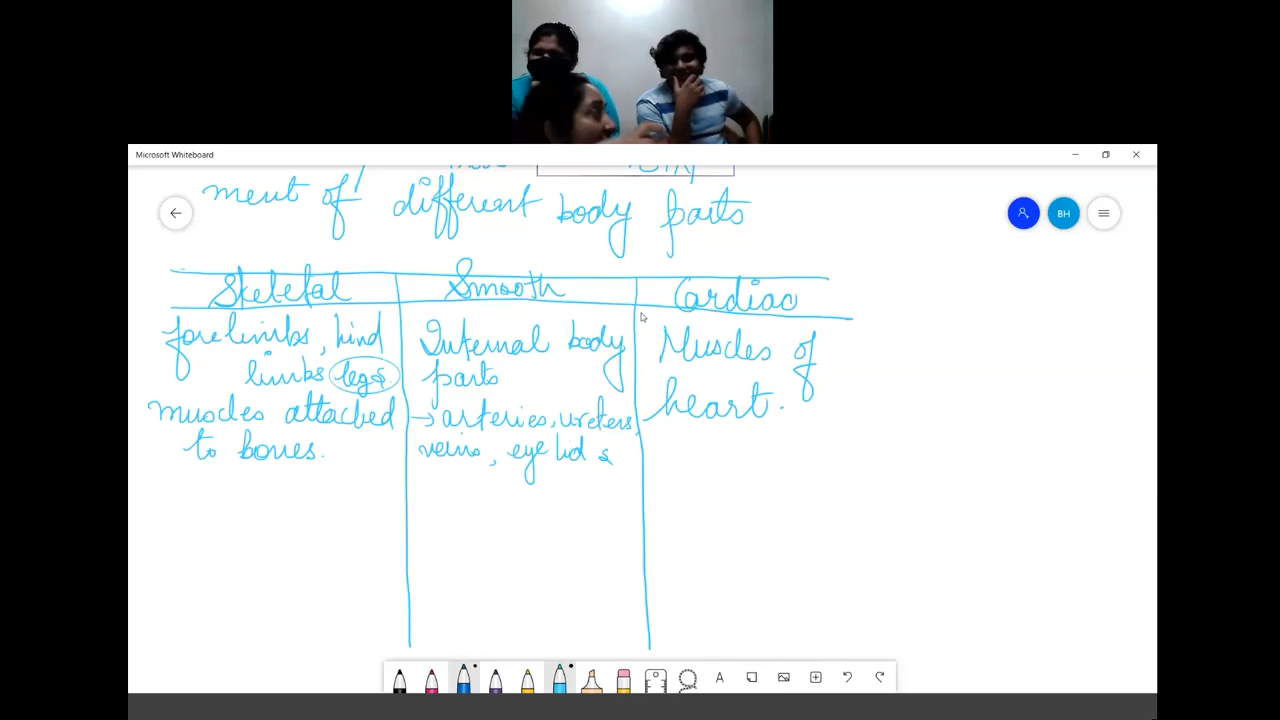 Microsoft Whiteboard
ment of different body parts
BH
Skeletal Smooth Cardiac
forelimbs, hind
limbs legs.
muscles attached
to bones.
Internal body
parts
→ arteries, ureters,
veins, eye lid &
Muscles of
heart.
A